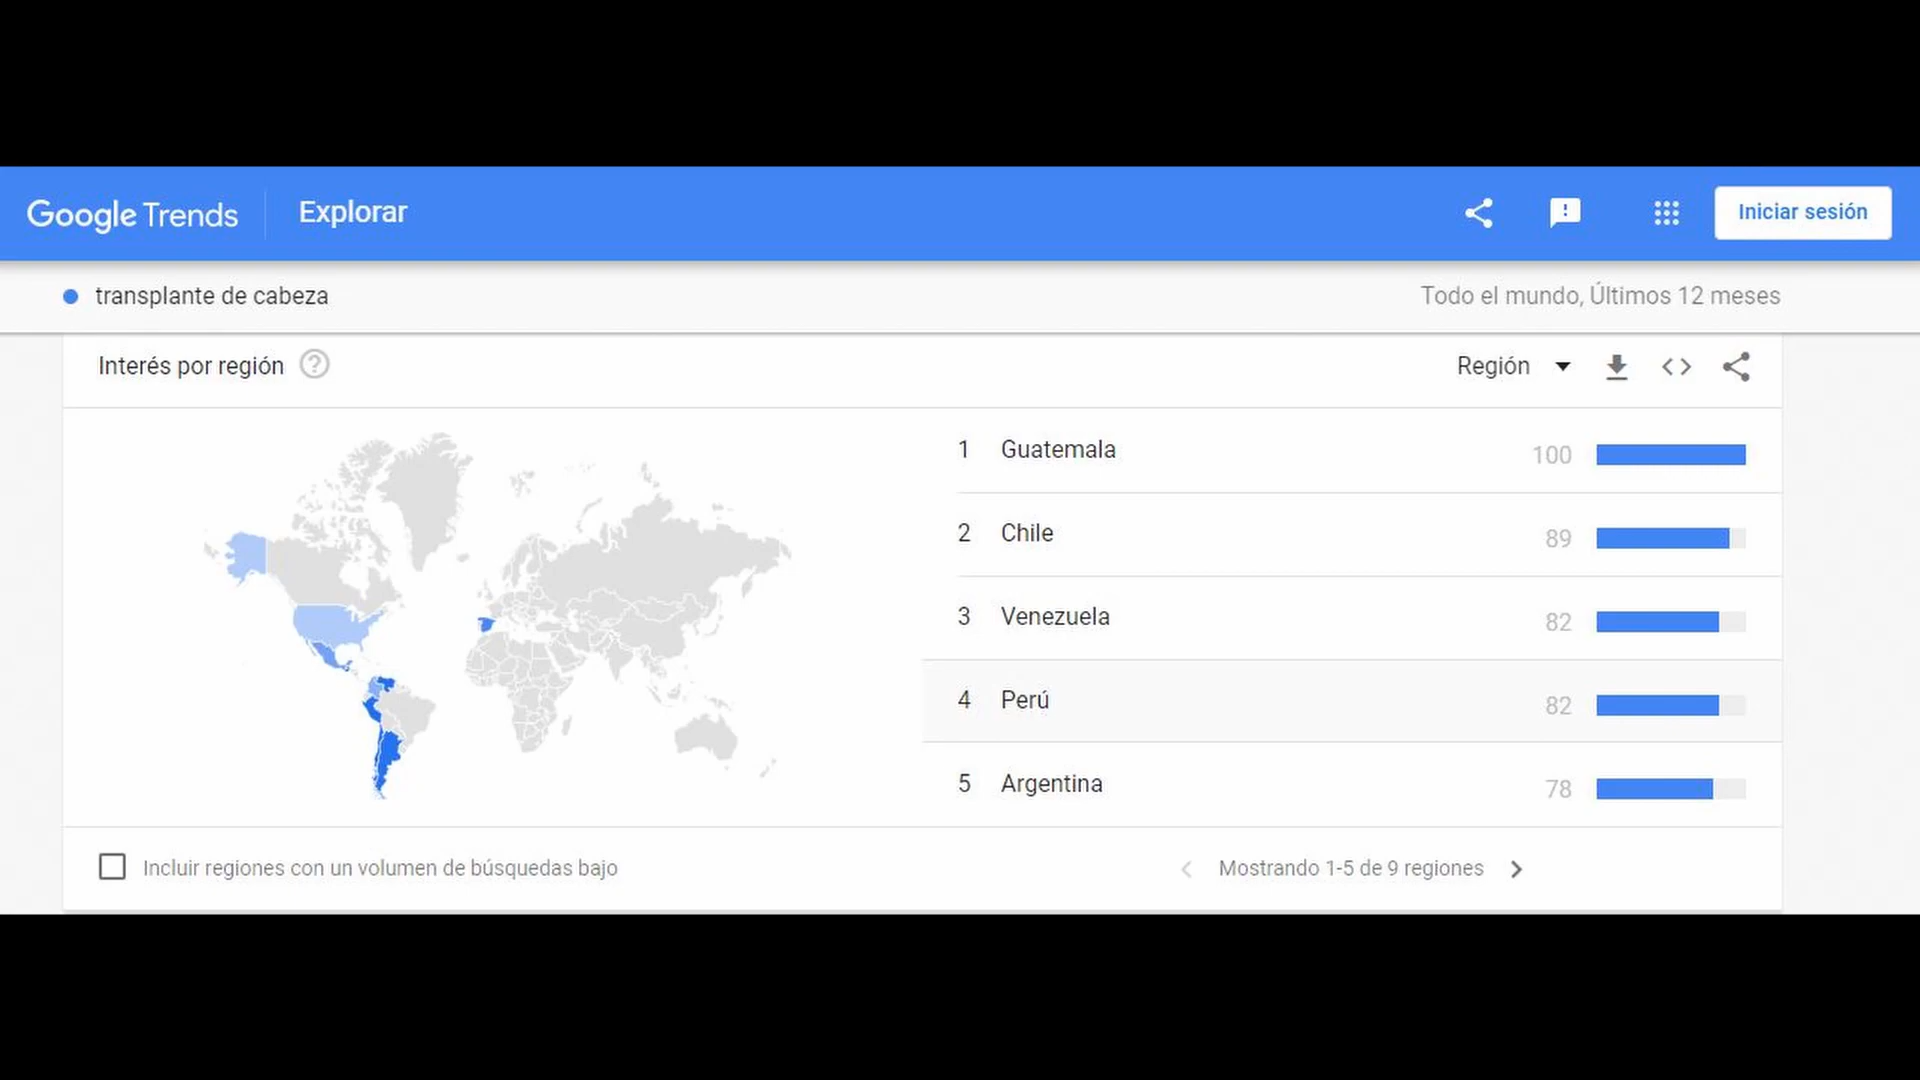 Google Trends Explorar Iniciar sesión
transplante de cabeza Todo el mundo, Últimos 12 meses
Interés por región Región
1 Guatemala 100
2 Chile 89
3 Venezuela 82
4 Perú 82
5 Argentina 78
Incluir regiones con un volumen de búsquedas bajo Mostrando 1-5 de 9 regiones